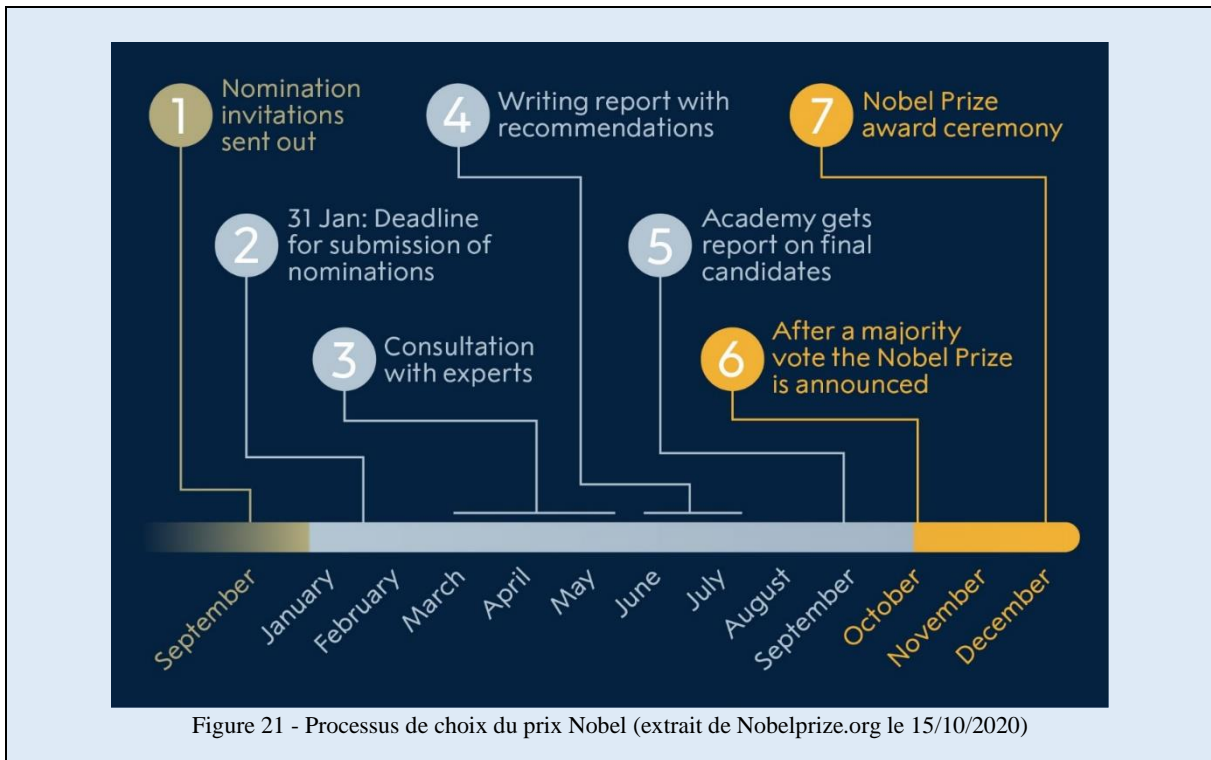 1
Nomination
invitations
sent out
4
Writing report with
recommendations
7
Nobel Prize
award ceremony
2
31 Jan: Deadline
for submission of
nominations
5
Academy gets
report on final
candidates
3
Consultation
with experts
6
After a majority
vote the Nobel Prize
is announced
September
January
February
March
April
May
June
July
August
September
October
November
December
Figure 21 - Processus de choix du prix Nobel (extrait de Nobelprize.org le 15/10/2020)